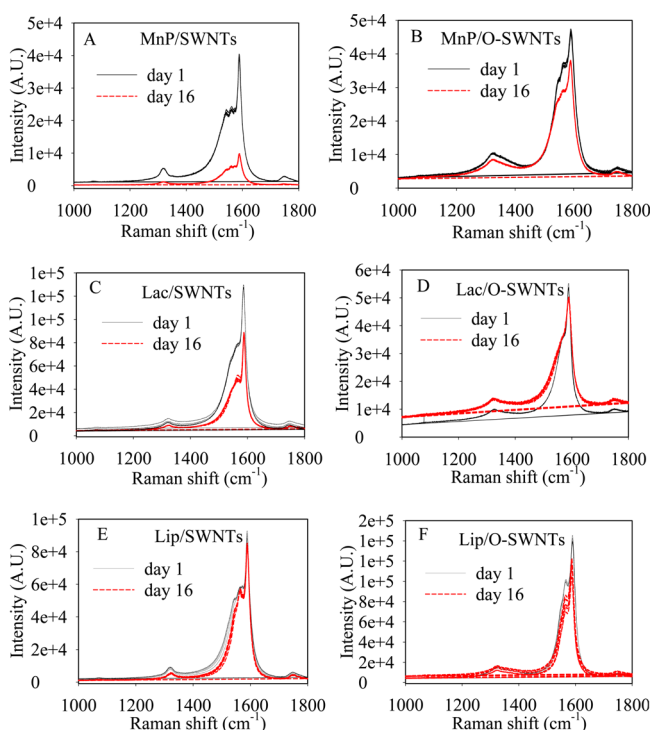 A
MnP/SWNTs
day 1
day 16
5e+4
4e+4
3e+4
2e+4
1e+4
0
Intensity (A.U.)
1000 1200 1400 1600 1800
Raman shift (cm-1)
B
MnP/O-SWNTs
day 1
day 16
5e+4
4e+4
3e+4
2e+4
1e+4
0
Intensity (A.U.)
1000 1200 1400 1600 1800
Raman shift (cm-1)
C
Lac/SWNTs
day 1
day 16
1e+5
1e+5
1e+5
8e+4
6e+4
4e+4
2e+4
0
Intensity (A.U.)
1000 1200 1400 1600 1800
Raman shift (cm-1)
D
Lac/O-SWNTs
day 1
day 16
6e+4
5e+4
4e+4
3e+4
2e+4
1e+4
0
Intensity (A.U.)
1000 1200 1400 1600 1800
Raman shift (cm-1)
E
Lip/SWNTs
day 1
day 16
1e+5
8e+4
6e+4
4e+4
2e+4
0
Intensity (A.U.)
1000 1200 1400 1600 1800
Raman shift (cm-1)
F
Lip/O-SWNTs
day 1
day 16
2e+5
1e+5
1e+5
1e+5
8e+4
6e+4
4e+4
2e+4
0
Intensity (A.U.)
1000 1200 1400 1600 1800
Raman shift (cm-1)